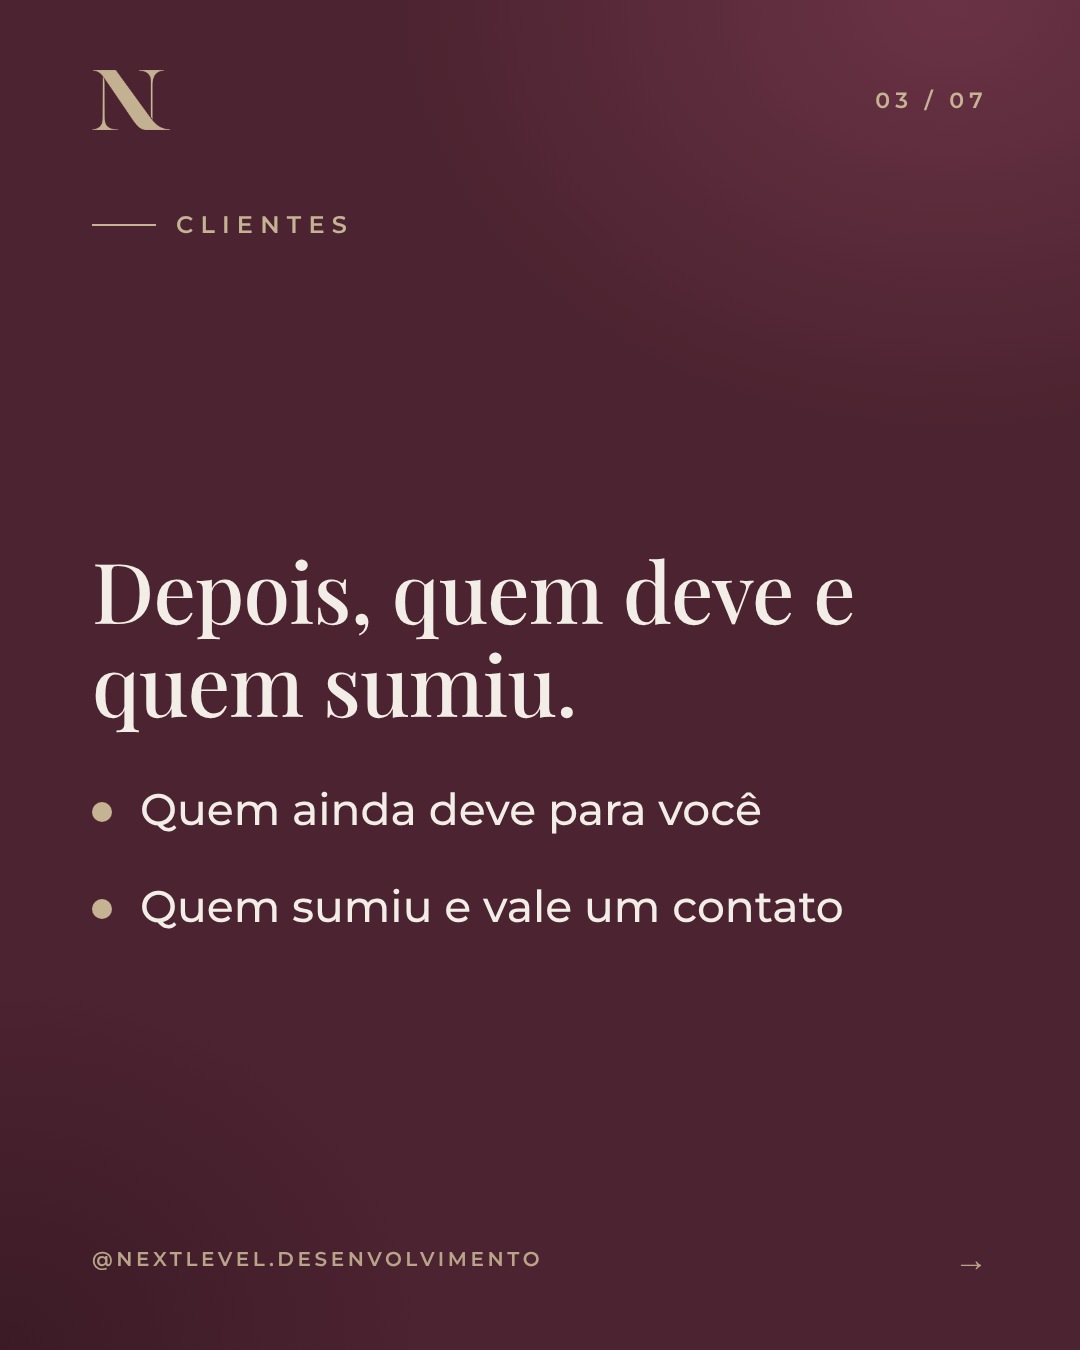 N
03 / 07
CLIENTES
Depois, quem deve e
quem sumiu.
Quem ainda deve para você
Quem sumiu e vale um contato
@NEXTLEVEL.DESENVOLVIMENTO →